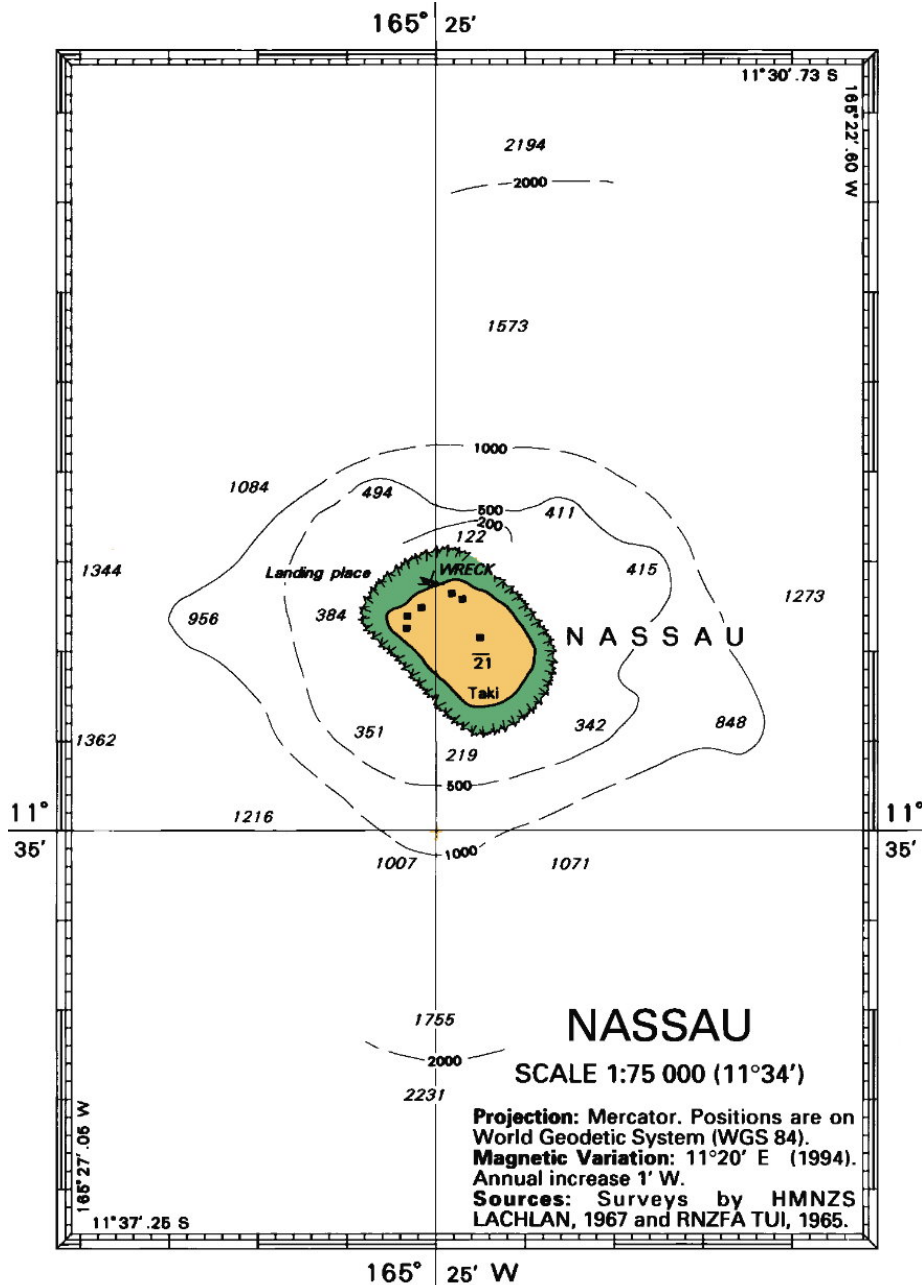 165° 25'
11°30'.73 S
165°22'.60 W
2194
2000
1573
1000
1084
494
500
411
200
122
1344
Landing place
WRECK
415
956
384
1273
NASSAU
21
Taki
351
342
848
1362
219
500
11°
1216
11°
35'
35'
1000
1007
1071
1755
NASSAU
2000
SCALE 1:75 000 (11°34')
2231
Projection: Mercator. Positions are on
World Geodetic System (WGS 84).
Magnetic Variation: 11°20' E (1994).
Annual increase 1' W.
Sources: Surveys by HMNZS
LACHLAN, 1967 and RNZFA TUI, 1965.
165°27'.05 W
11°37'.25 S
165° 25' W